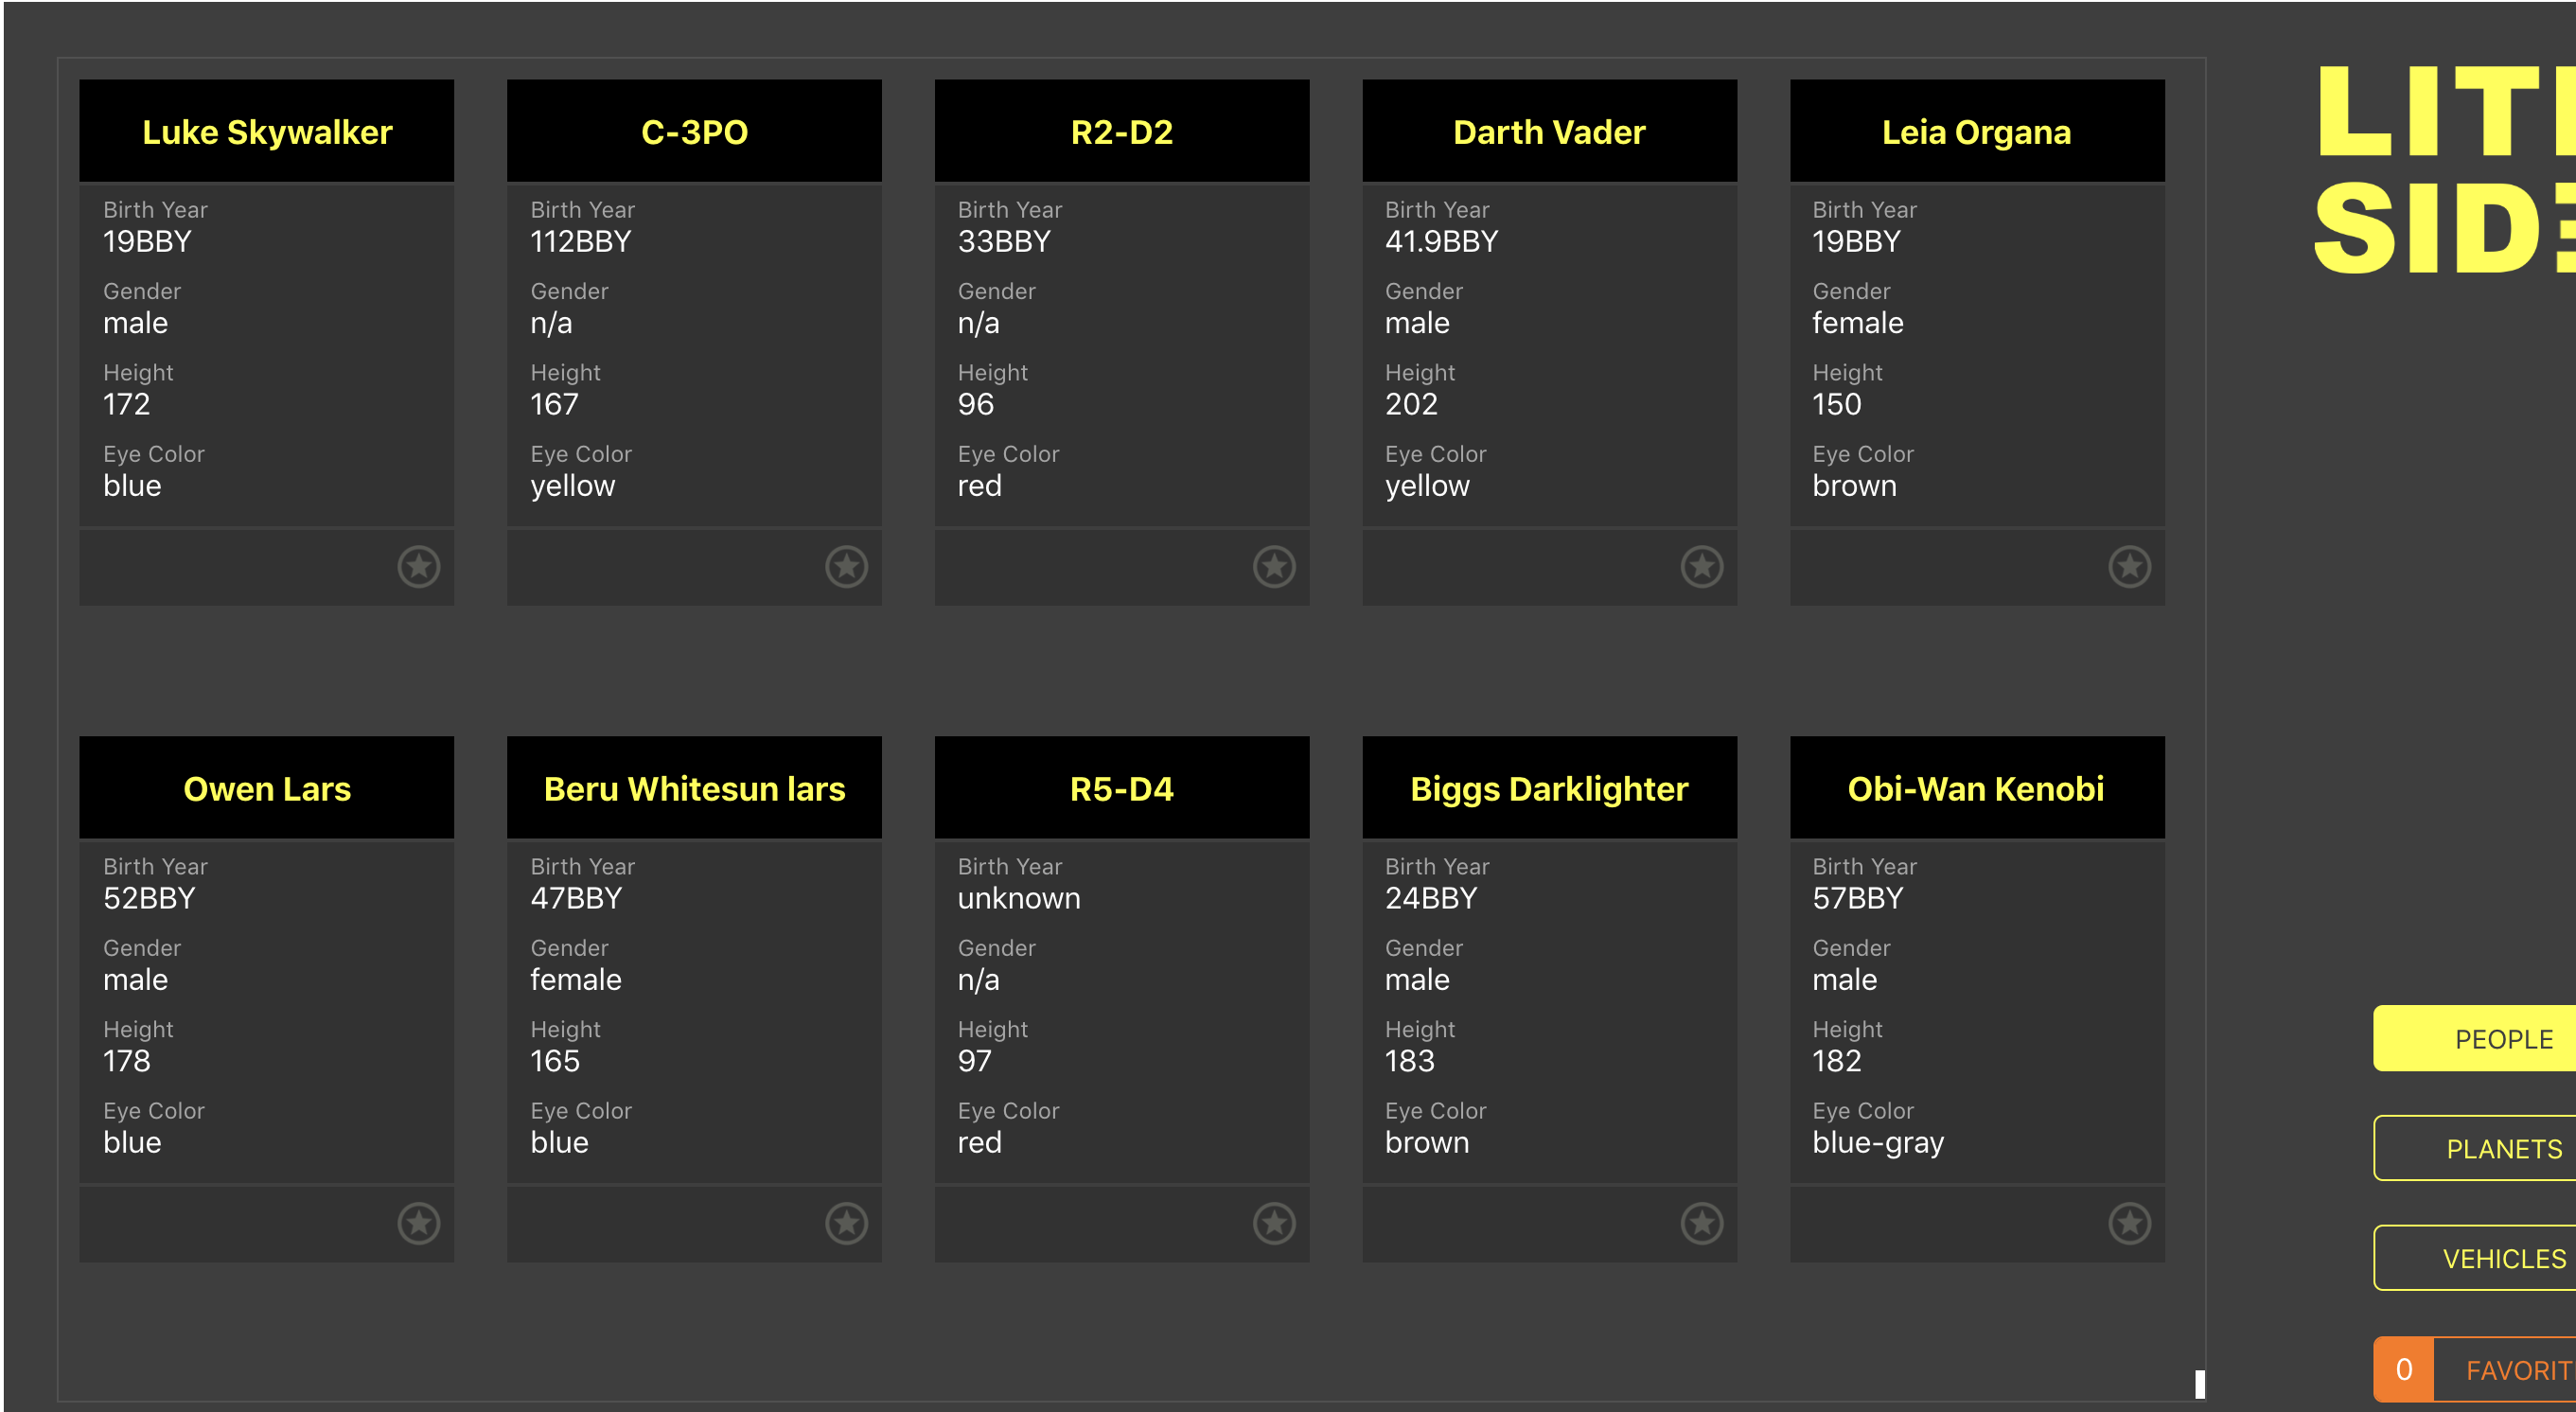 Luke Skywalker
Birth Year
19BBY
Gender
male
Height
172
Eye Color
blue
C-3PO
Birth Year
112BBY
Gender
n/a
Height
167
Eye Color
yellow
R2-D2
Birth Year
33BBY
Gender
n/a
Height
96
Eye Color
red
Darth Vader
Birth Year
41.9BBY
Gender
male
Height
202
Eye Color
yellow
Leia Organa
Birth Year
19BBY
Gender
female
Height
150
Eye Color
brown
Owen Lars
Birth Year
52BBY
Gender
male
Height
178
Eye Color
blue
Beru Whitesun lars
Birth Year
47BBY
Gender
female
Height
165
Eye Color
blue
R5-D4
Birth Year
unknown
Gender
n/a
Height
97
Eye Color
red
Biggs Darklighter
Birth Year
24BBY
Gender
male
Height
183
Eye Color
brown
Obi-Wan Kenobi
Birth Year
57BBY
Gender
male
Height
182
Eye Color
blue-gray
LIT
SID
PEOPLE
PLANETS
VEHICLES
0 FAVORIT